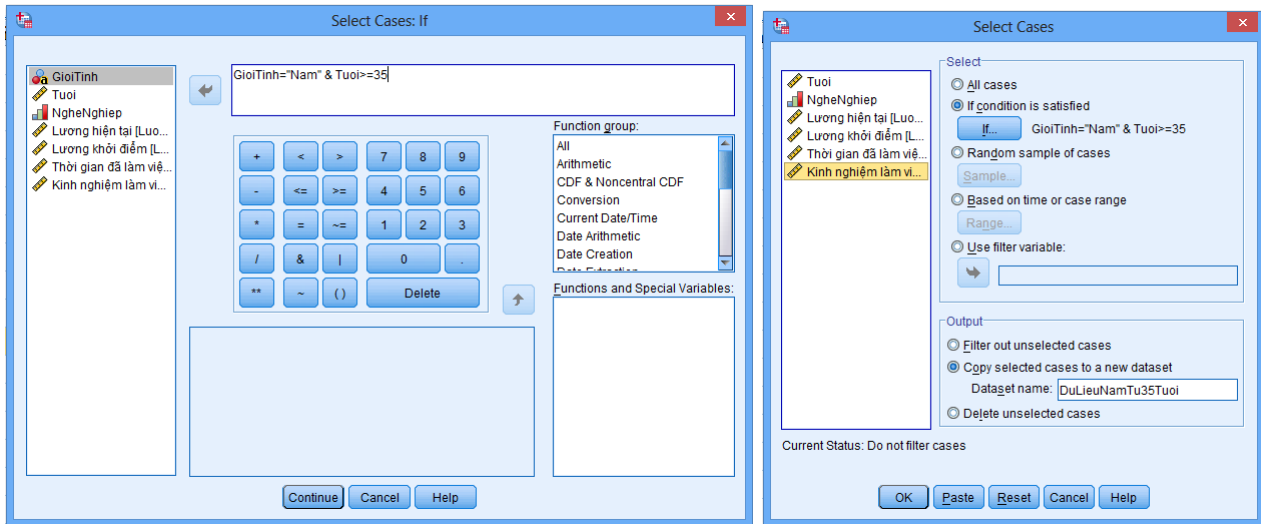 Select Cases: If
GioiTinh
Tuoi
NgheNghiep
Lương hiện tại [Luo...
Lương khởi điểm [L...
Thời gian đã làm việ...
Kinh nghiệm làm vi...
GioiTinh="Nam" & Tuoi>=35
+ < > 7 8 9
- <= >= 4 5 6
* = ~= 1 2 3
/ & | 0 .
** ~ ( ) Delete
Function group:
All
Arithmetic
CDF & Noncentral CDF
Conversion
Current Date/Time
Date Arithmetic
Date Creation
Date Extraction
Functions and Special Variables:
Continue Cancel Help
Select Cases
Tuoi
NgheNghiep
Lương hiện tại [Luo...
Lương khởi điểm [L...
Thời gian đã làm việ...
Kinh nghiệm làm vi...
Select
All cases
If condition is satisfied
If... GioiTinh="Nam" & Tuoi>=35
Random sample of cases
Sample...
Based on time or case range
Range...
Use filter variable:
Output
Filter out unselected cases
Copy selected cases to a new dataset
Dataset name: DuLieuNamTu35Tuoi
Delete unselected cases
Current Status: Do not filter cases
OK Paste Reset Cancel Help